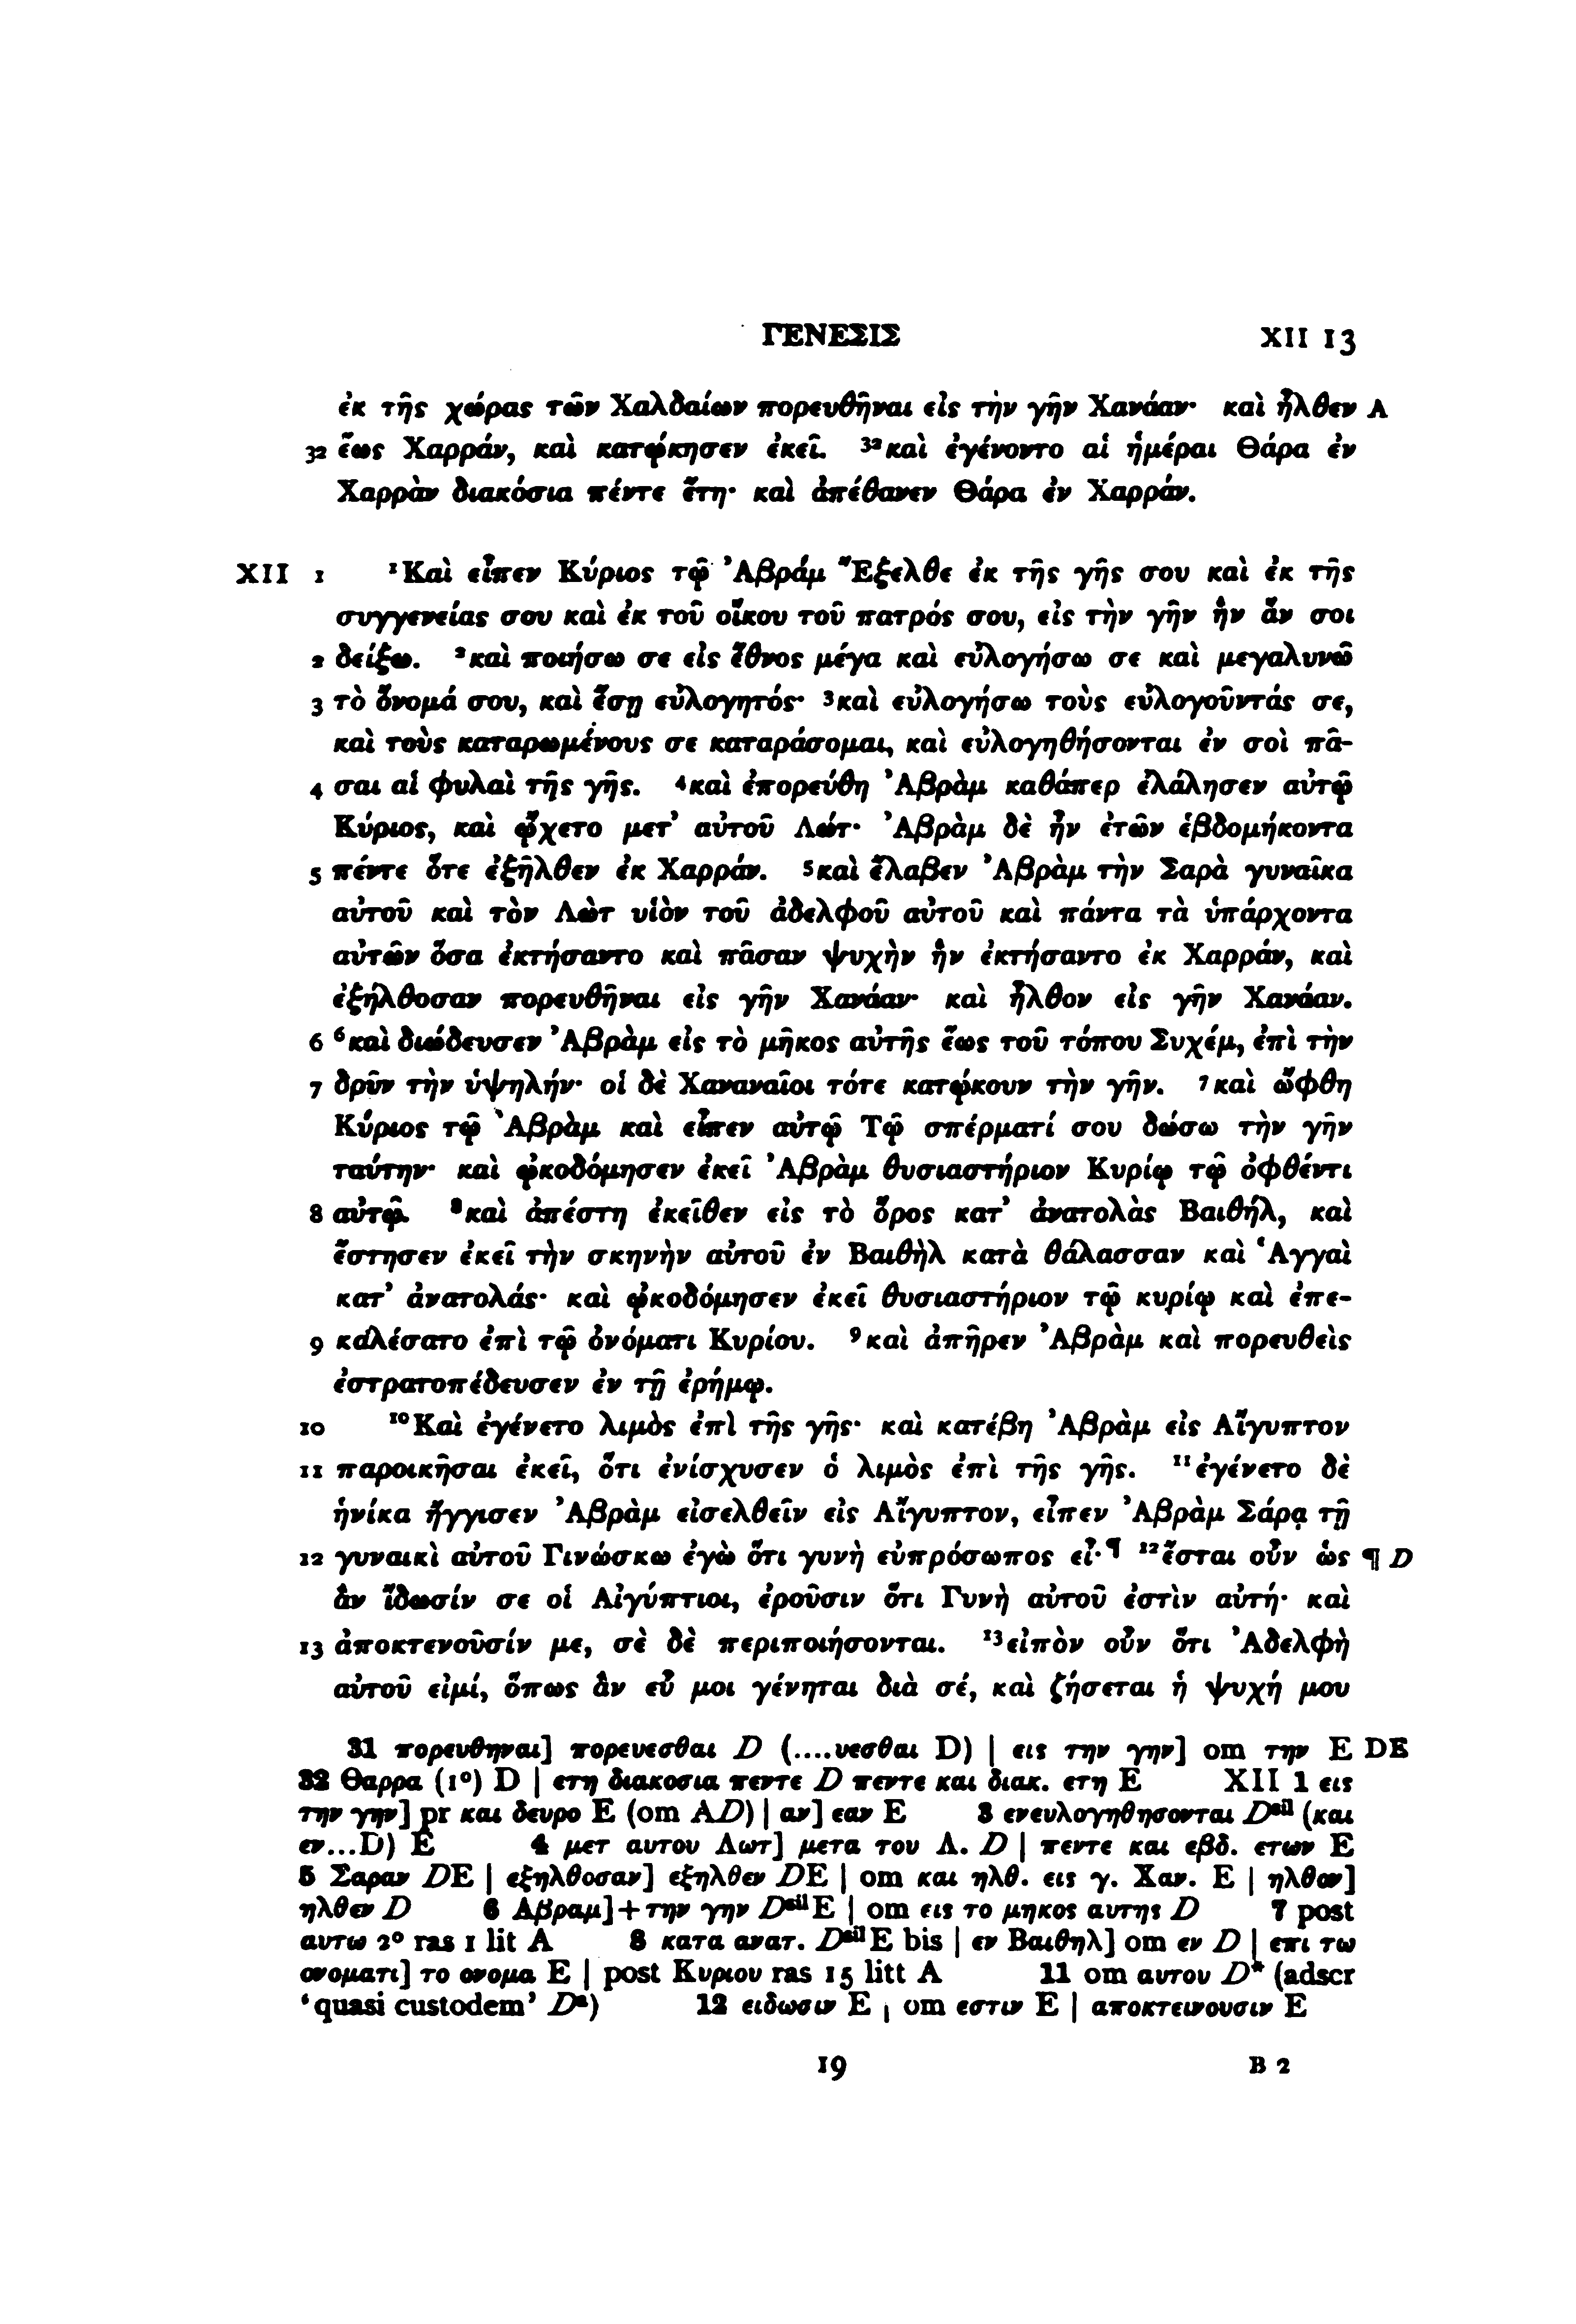 ΓΕΝΕΣΙΣ XII 13
ἐκ τῆς χώρας τῶν Χαλδαίων πορευθῆναι εἰς τὴν γῆν Χανάαν· καὶ ἦλθεν A
32 ἕως Χαρράν, καὶ κατῴκησεν ἐκεῖ. ³²καὶ ἐγένοντο αἱ ἡμέραι Θάρα ἐν
Χαρρὰν διακόσια πέντε ἔτη· καὶ ἀπέθανεν Θάρα ἐν Χαρράν.
XII 1 ¹Καὶ εἶπεν Κύριος τῷ Ἀβράμ Ἔξελθε ἐκ τῆς γῆς σου καὶ ἐκ τῆς
συγγενείας σου καὶ ἐκ τοῦ οἴκου τοῦ πατρός σου, εἰς τὴν γῆν ἣν ἄν σοι
2 δείξω. ²καὶ ποιήσω σε εἰς ἔθνος μέγα καὶ εὐλογήσω σε καὶ μεγαλυνῶ
3 τὸ ὄνομά σου, καὶ ἔσῃ εὐλογητός· ³καὶ εὐλογήσω τοὺς εὐλογοῦντάς σε,
καὶ τοὺς καταρωμένους σε καταράσομαι, καὶ εὐλογηθήσονται ἐν σοὶ πᾶ-
4 σαι αἱ φυλαὶ τῆς γῆς. ⁴καὶ ἐπορεύθη Ἀβρὰμ καθάπερ ἐλάλησεν αὐτῷ
Κύριος, καὶ ᾤχετο μετ’ αὐτοῦ Λώτ· Ἀβρὰμ δὲ ἦν ἐτῶν ἑβδομήκοντα
5 πέντε ὅτε ἐξῆλθεν ἐκ Χαρράν. ⁵καὶ ἔλαβεν Ἀβρὰμ τὴν Σαρὰ γυναῖκα
αὐτοῦ καὶ τὸν Λὼτ υἱὸν τοῦ ἀδελφοῦ αὐτοῦ καὶ πάντα τὰ ὑπάρχοντα
αὐτῶν ὅσα ἐκτήσαντο καὶ πᾶσαν ψυχὴν ἣν ἐκτήσαντο ἐκ Χαρράν, καὶ
ἐξήλθοσαν πορευθῆναι εἰς γῆν Χανάαν· καὶ ἦλθον εἰς γῆν Χανάαν.
6 ⁶καὶ διώδευσεν Ἀβρὰμ εἰς τὸ μῆκος αὐτῆς ἕως τοῦ τόπου Συχέμ, ἐπὶ τὴν
7 δρῦν τὴν ὑψηλήν· οἱ δὲ Χαναναῖοι τότε κατῴκουν τὴν γῆν. ⁷καὶ ὤφθη
Κύριος τῷ Ἀβρὰμ καὶ εἶπεν αὐτῷ Τῷ σπέρματί σου δώσω τὴν γῆν
ταύτην· καὶ ᾠκοδόμησεν ἐκεῖ Ἀβρὰμ θυσιαστήριον Κυρίῳ τῷ ὀφθέντι
8 αὐτῷ. ⁸καὶ ἀπέστη ἐκεῖθεν εἰς τὸ ὄρος κατ’ ἀνατολὰς Βαιθήλ, καὶ
ἔστησεν ἐκεῖ τὴν σκηνὴν αὐτοῦ ἐν Βαιθὴλ κατὰ θάλασσαν καὶ Ἁγγαὶ
κατ’ ἀνατολάς· καὶ ᾠκοδόμησεν ἐκεῖ θυσιαστήριον τῷ κυρίῳ καὶ ἐπε-
9 καλέσατο ἐπὶ τῷ ὀνόματι Κυρίου. ⁹καὶ ἀπῆρεν Ἀβρὰμ καὶ πορευθεὶς
ἐστρατοπέδευσεν ἐν τῇ ἐρήμῳ.
10 ¹⁰Καὶ ἐγένετο λιμὸς ἐπὶ τῆς γῆς· καὶ κατέβη Ἀβρὰμ εἰς Αἴγυπτον
11 παροικῆσαι ἐκεῖ, ὅτι ἐνίσχυσεν ὁ λιμὸς ἐπὶ τῆς γῆς. ¹¹ἐγένετο δὲ
ἡνίκα ἤγγισεν Ἀβρὰμ εἰσελθεῖν εἰς Αἴγυπτον, εἶπεν Ἀβρὰμ Σάρᾳ τῇ
12 γυναικὶ αὐτοῦ Γινώσκω ἐγὼ ὅτι γυνὴ εὐπρόσωπος εἶ·¶ ¹²ἔσται οὖν ὡς ¶ D
ἂν ἴδωσίν σε οἱ Αἰγύπτιοι, ἐροῦσιν ὅτι Γυνὴ αὐτοῦ ἐστὶν αὐτή· καὶ
13 ἀποκτενοῦσίν με, σὲ δὲ περιποιήσονται. ¹³εἰπὸν οὖν ὅτι Ἀδελφὴ
αὐτοῦ εἰμί, ὅπως ἂν εὖ μοι γένηται διὰ σέ, καὶ ζήσεται ἡ ψυχή μου
31 πορευθηναι] πορευεσθαι D (....υεσθαι D) | εις την γην] om την E DE
32 Θαρρα (1°) D | ετη διακοσια πεντε D πεντε και διακ. ετη E XII 1 εις
την γην] pr και δευρο E (om AD) | αν] εαν E 3 ενευλογηθησονται Dˢⁱˡ (και
εν...D) E 4 μετ αυτου Λωτ] μετα του Λ. D | πεντε και εβδ. ετων E
5 Σαραν DE | εξηλθοσαν] εξηλθεν DE | om και ηλθ. εις γ. Χαν. E | ηλθον]
ηλθεν D 6 Αβραμ]+την γην Dˢⁱˡ E | om εις το μηκος αυτης D 7 post
αυτω 2° ras 1 lit A 8 κατα ανατ. Dˢⁱˡ E bis | εν Βαιθηλ] om εν D | επι τω
ονοματι] το ονομα E | post Κυριου ras 15 litt A 11 om αυτου D* (adscr
‘quasi custodem’ Dᵃ) 12 ειδωσιν E | om εστιν E | αποκτεινουσιν E
19 B 2